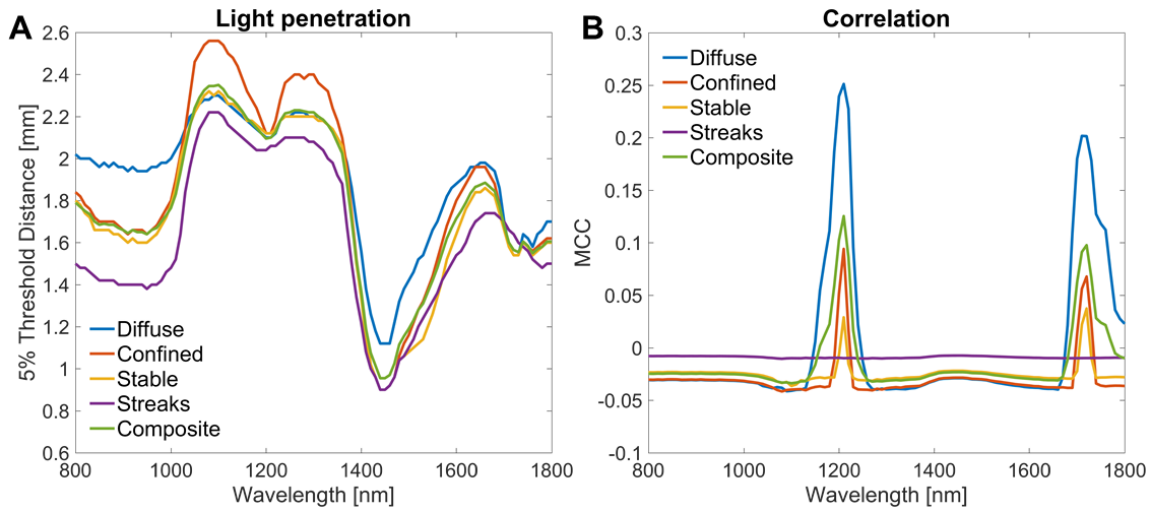 A
Light penetration
5% Threshold Distance [mm]
2.6
2.4
2.2
2
1.8
1.6
1.4
1.2
1
0.8
0.6
Diffuse
Confined
Stable
Streaks
Composite
800
1000
1200
1400
1600
1800
Wavelength [nm]
B
Correlation
MCC
0.3
0.25
0.2
0.15
0.1
0.05
0
-0.05
-0.1
Diffuse
Confined
Stable
Streaks
Composite
800
1000
1200
1400
1600
1800
Wavelength [nm]